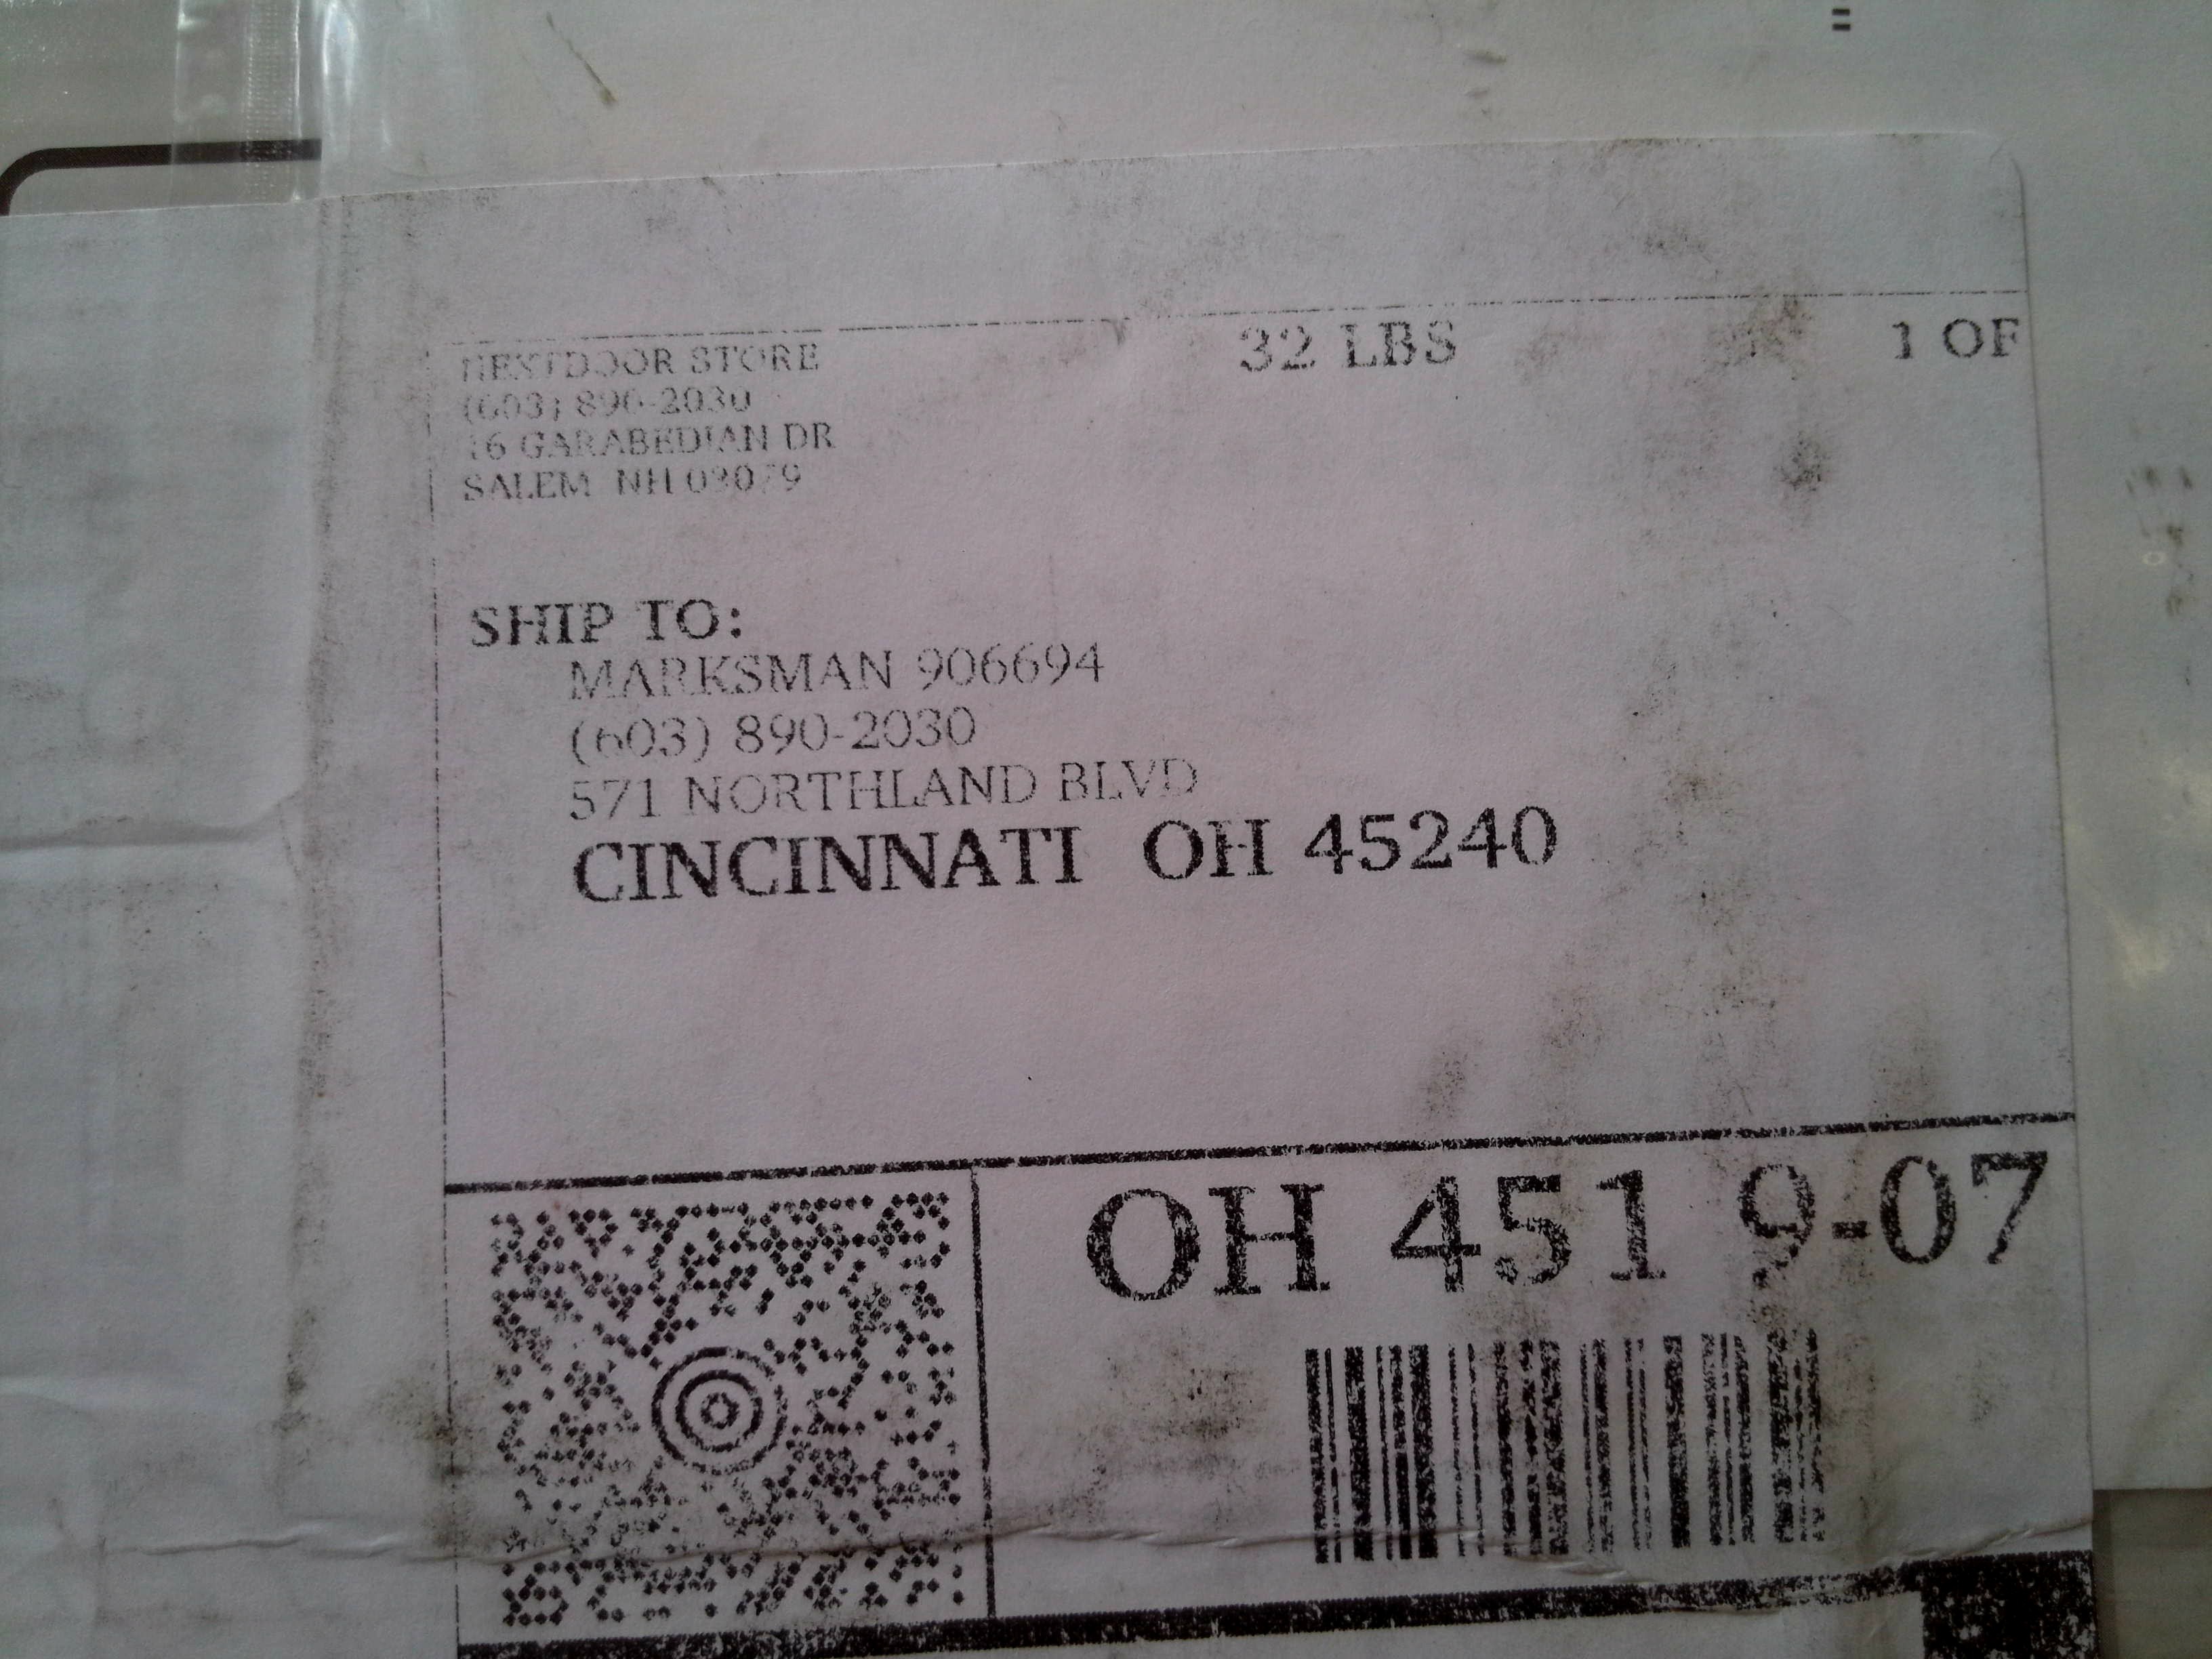 NEXTDOOR STORE
(603) 890-2030
16 GARABEDIAN DR
SALEM NH 03079
32 LBS
1 OF
SHIP TO:
MARKSMAN 906694
(603) 890-2030
571 NORTHLAND BLVD
CINCINNATI OH 45240
OH 451 9-07